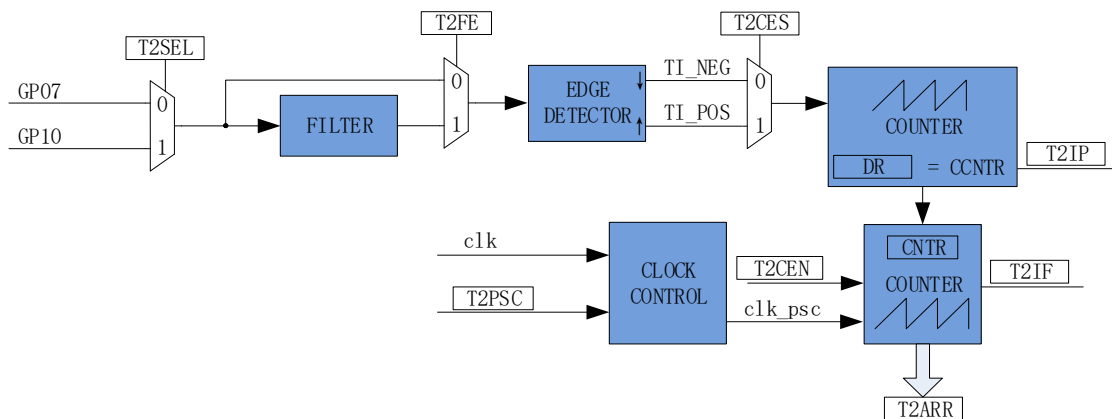 T2SEL
T2FE
T2CES
GP07
GP10
0
1
FILTER
0
1
EDGE
DETECTOR
TI_NEG
TI_POS
0
1
COUNTER
DR = CCNTR
T2IP
clk
T2PSC
CLOCK
CONTROL
T2CEN
clk_psc
CNTR
COUNTER
T2IF
T2ARR